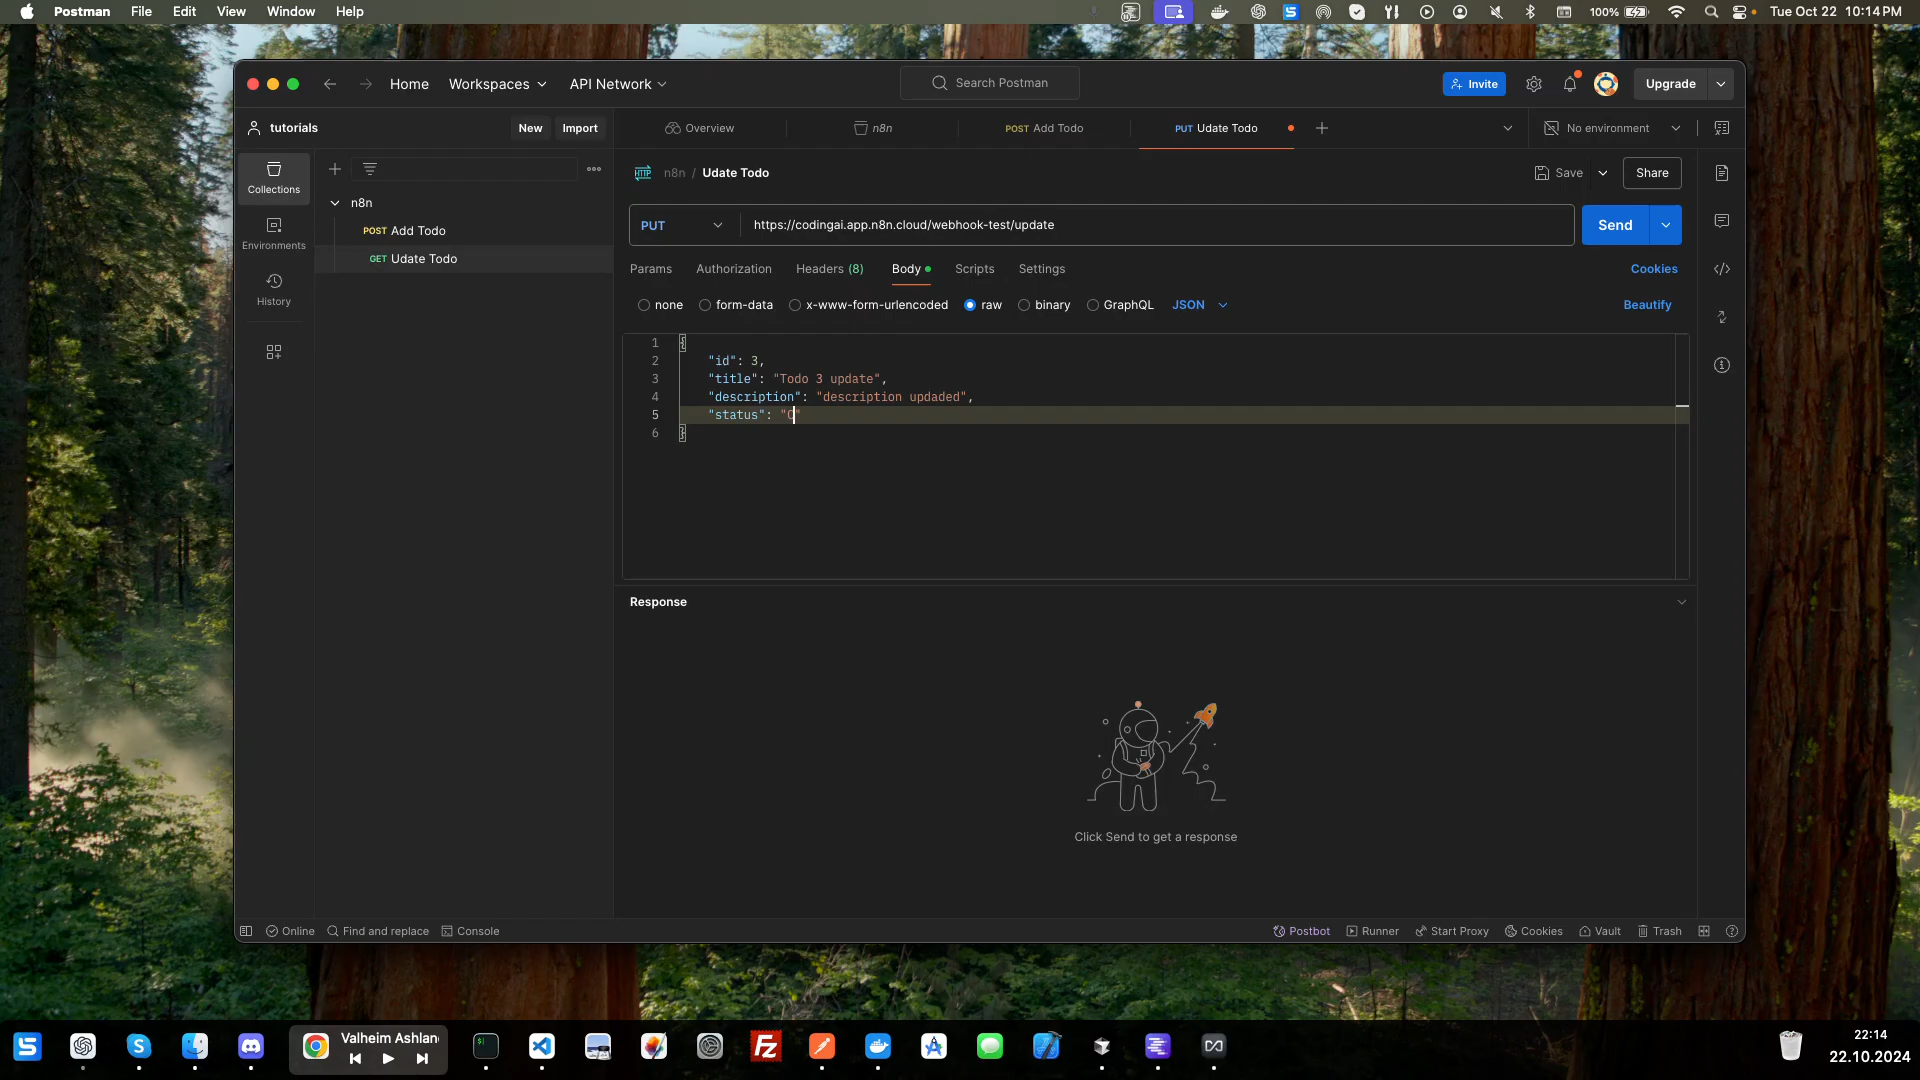 Postman File Edit View Window Help
100% Tue Oct 22 10:14 PM
Home Workspaces API Network
Search Postman
Invite Upgrade
tutorials New Import
Overview n8n POST Add Todo PUT Udate Todo No environment
Collections
Environments
History
n8n
POST Add Todo
GET Udate Todo
HTTP n8n / Udate Todo Save Share
PUT https://codingai.app.n8n.cloud/webhook-test/update Send
Params Authorization Headers (8) Body Scripts Settings Cookies
none form-data x-www-form-urlencoded raw binary GraphQL JSON Beautify
1 {
2 "id": 3,
3 "title": "Todo 3 update",
4 "description": "description updaded",
5 "status": "C"
6 }
Response
Click Send to get a response
Online Find and replace Console
Postbot Runner Start Proxy Cookies Vault Trash
Valheim Ashlan
22:14
22.10.2024